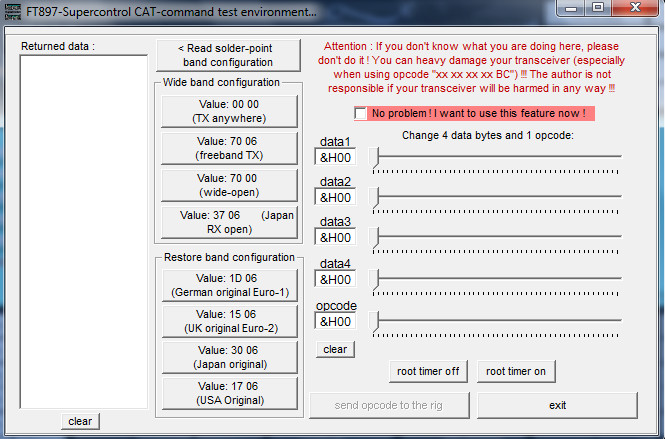 FT897-Supercontrol CAT-command test environment...
Returned data :
clear
< Read solder-point
band configuration
Wide band configuration
Value: 00 00
(TX anywhere)
Value: 70 06
(freeband TX)
Value: 70 00
(wide-open)
Value: 37 06 (Japan
RX open)
Restore band configuration
Value: 1D 06
(German original Euro-1)
Value: 15 06
(UK original Euro-2)
Value: 30 06
(Japan original)
Value: 17 06
(USA Original)
Attention : If you don't know what you are doing here, please
don't do it ! You can heavy damage your transceiver (especially
when using opcode "xx xx xx xx BC") !!! The author is not
responsible if your transceiver will be harmed in any way !!!
No problem ! I want to use this feature now !
Change 4 data bytes and 1 opcode:
data1
&H00
data2
&H00
data3
&H00
data4
&H00
opcode
&H00
clear
root timer off
root timer on
send opcode to the rig
exit